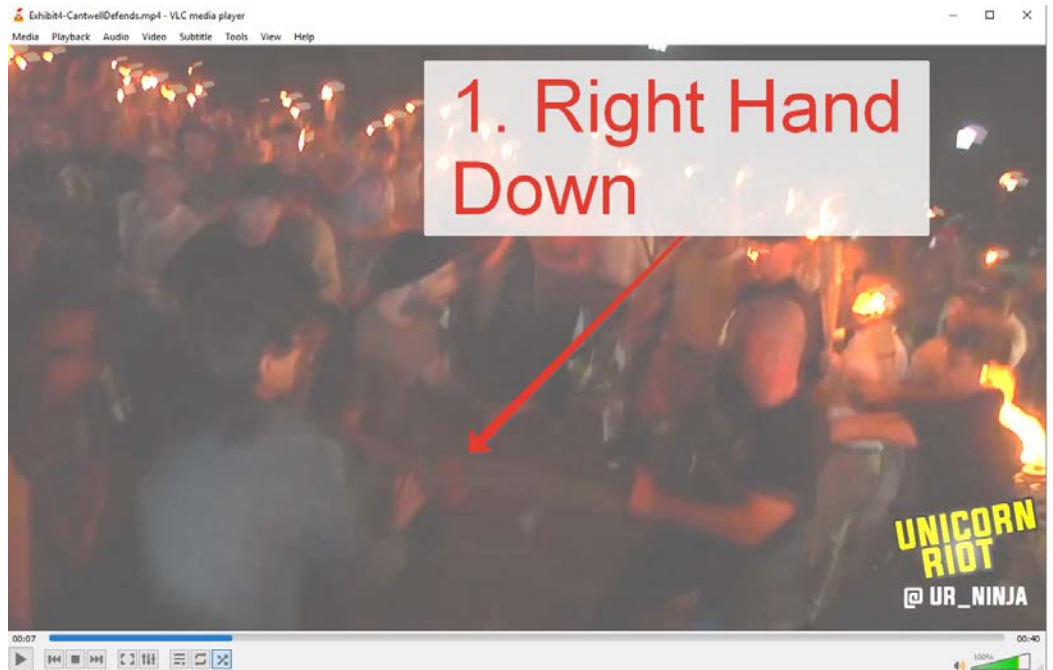 Exhibit4-CantwellDefends.mp4 - VLC media player
Media Playback Audio Video Subtitle Tools View Help
1. Right Hand
Down
UNICORN
RIOT
@ UR_NINJA
00:07
00:40
100%